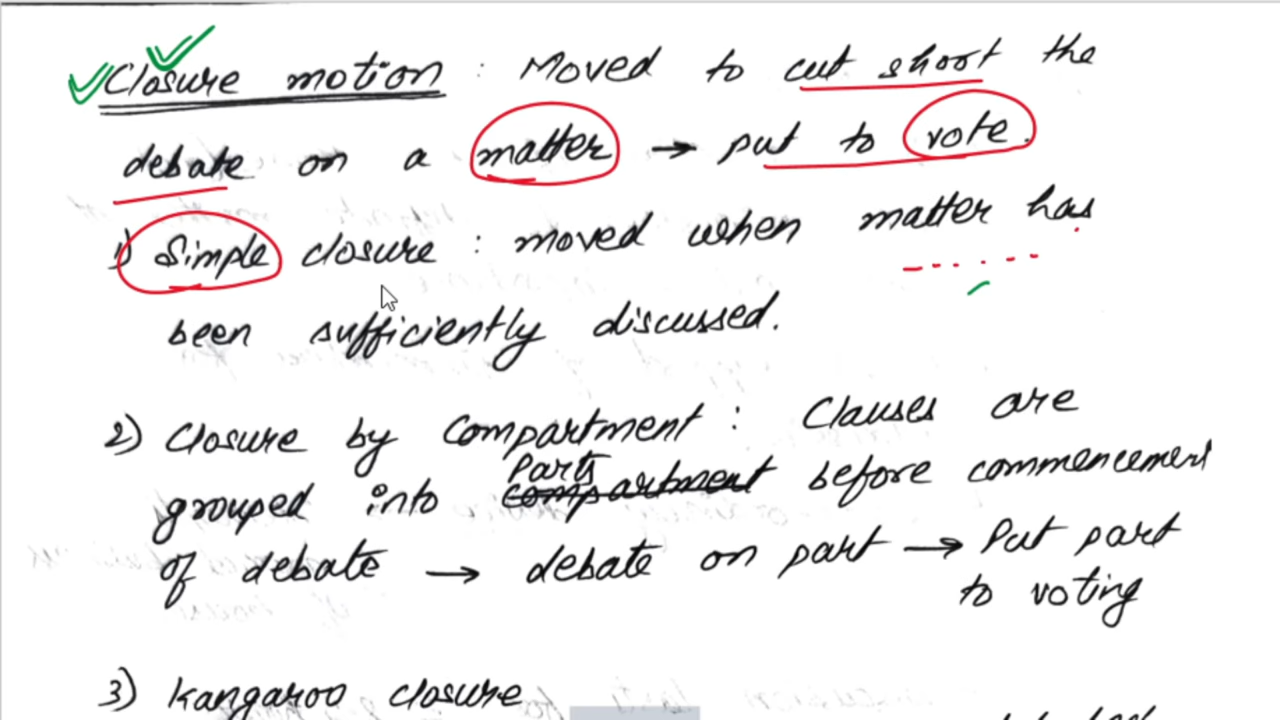 Closure motion : Moved to cut short the
debate on a matter → put to vote.
1) Simple closure : moved when matter has
been sufficiently discussed.
2) Closure by Compartment : Clauses are
Parts
grouped into compartment before commencement
of debate → debate on part → Put part
to voting
3) Kangaroo closure